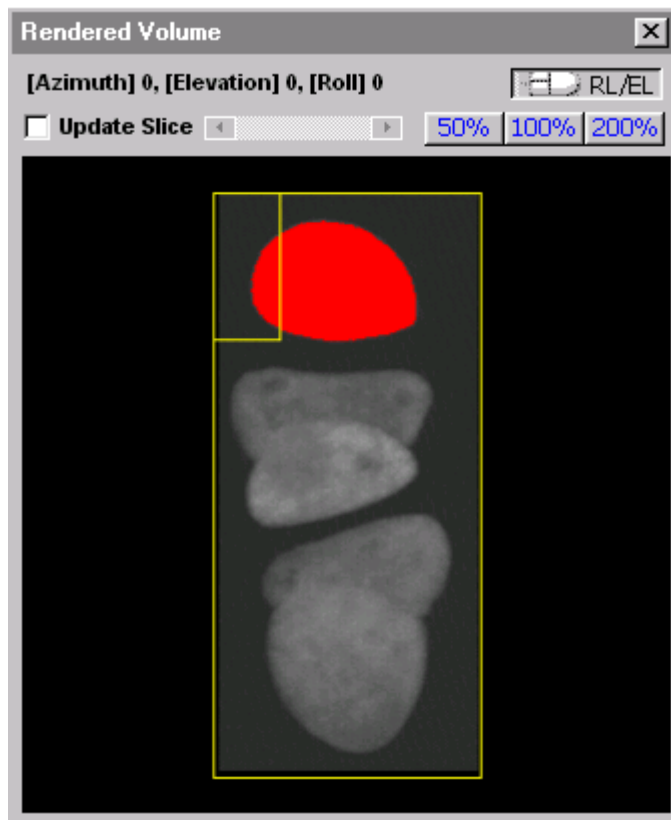 Rendered Volume
[Azimuth] 0, [Elevation] 0, [Roll] 0 RL/EL
Update Slice 50% 100% 200%